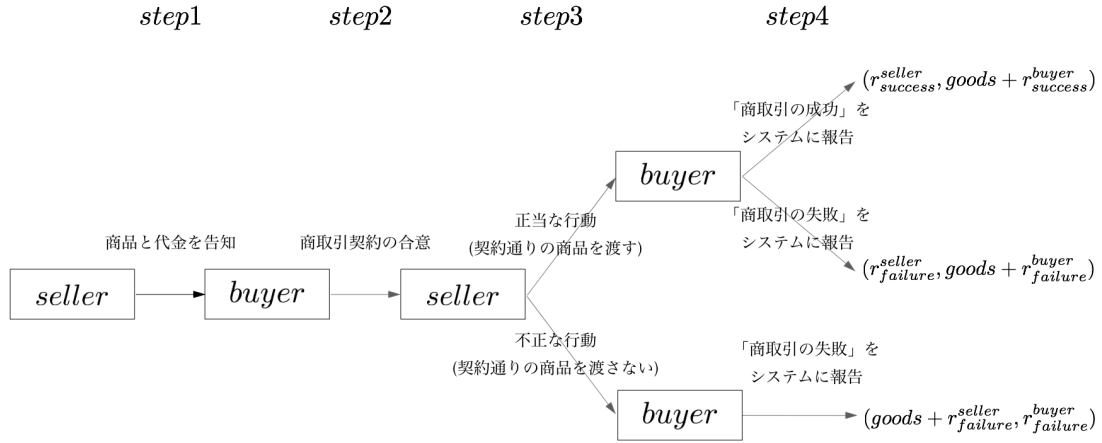 step1
step2
step3
step4
商品と代金を告知
商取引契約の合意
正当な行動
(契約通りの商品を渡す)
不正な行動
(契約通りの商品を渡さない)
「商取引の成功」を
システムに報告
「商取引の失敗」を
システムに報告
「商取引の失敗」を
システムに報告
seller
buyer
seller
buyer
buyer
(r^{seller}_{success}, goods + r^{buyer}_{success})
(r^{seller}_{failure}, goods + r^{buyer}_{failure})
(goods + r^{seller}_{failure}, r^{buyer}_{failure})